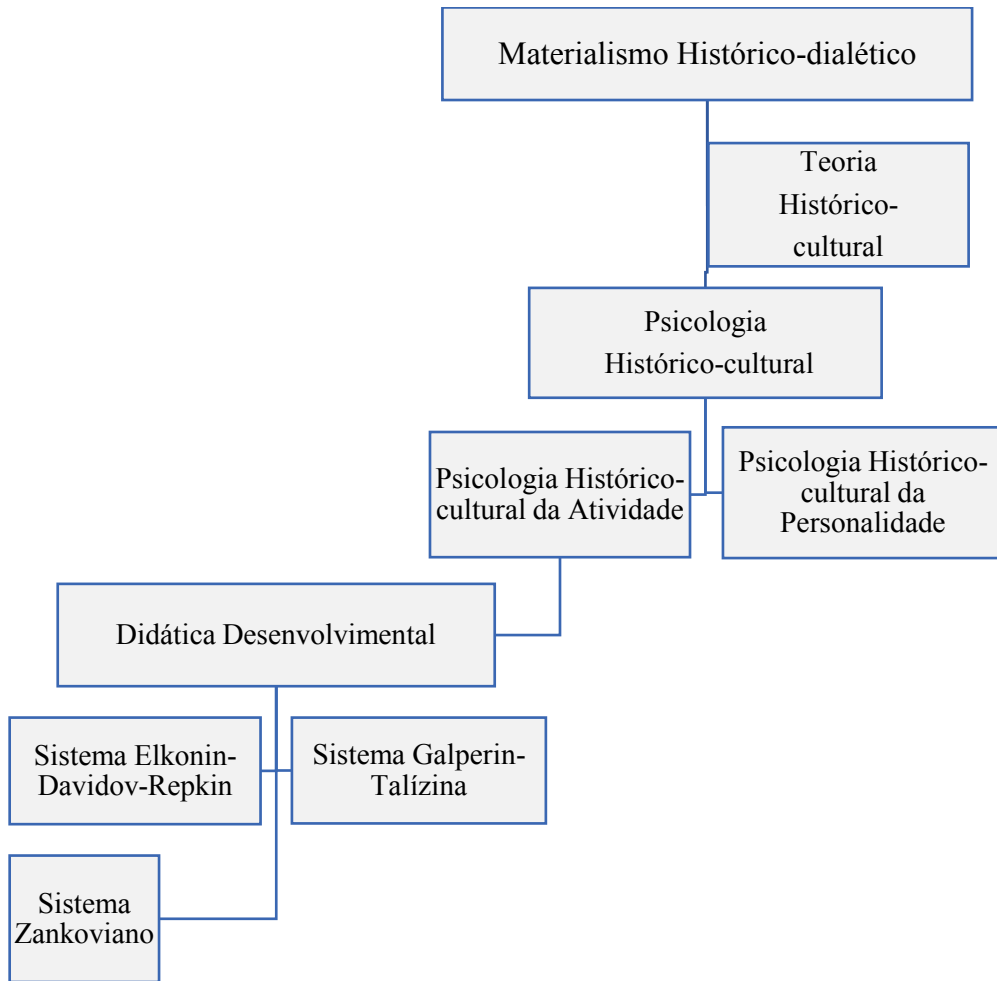 Materialismo Histórico-dialético
Teoria
Histórico-
cultural
Psicologia
Histórico-cultural
Psicologia Histórico-
cultural da Atividade
Psicologia Histórico-
cultural da
Personalidade
Didática Desenvolvimental
Sistema Elkonin-
Davidov-Repkin
Sistema Galperin-
Talízina
Sistema
Zankoviano